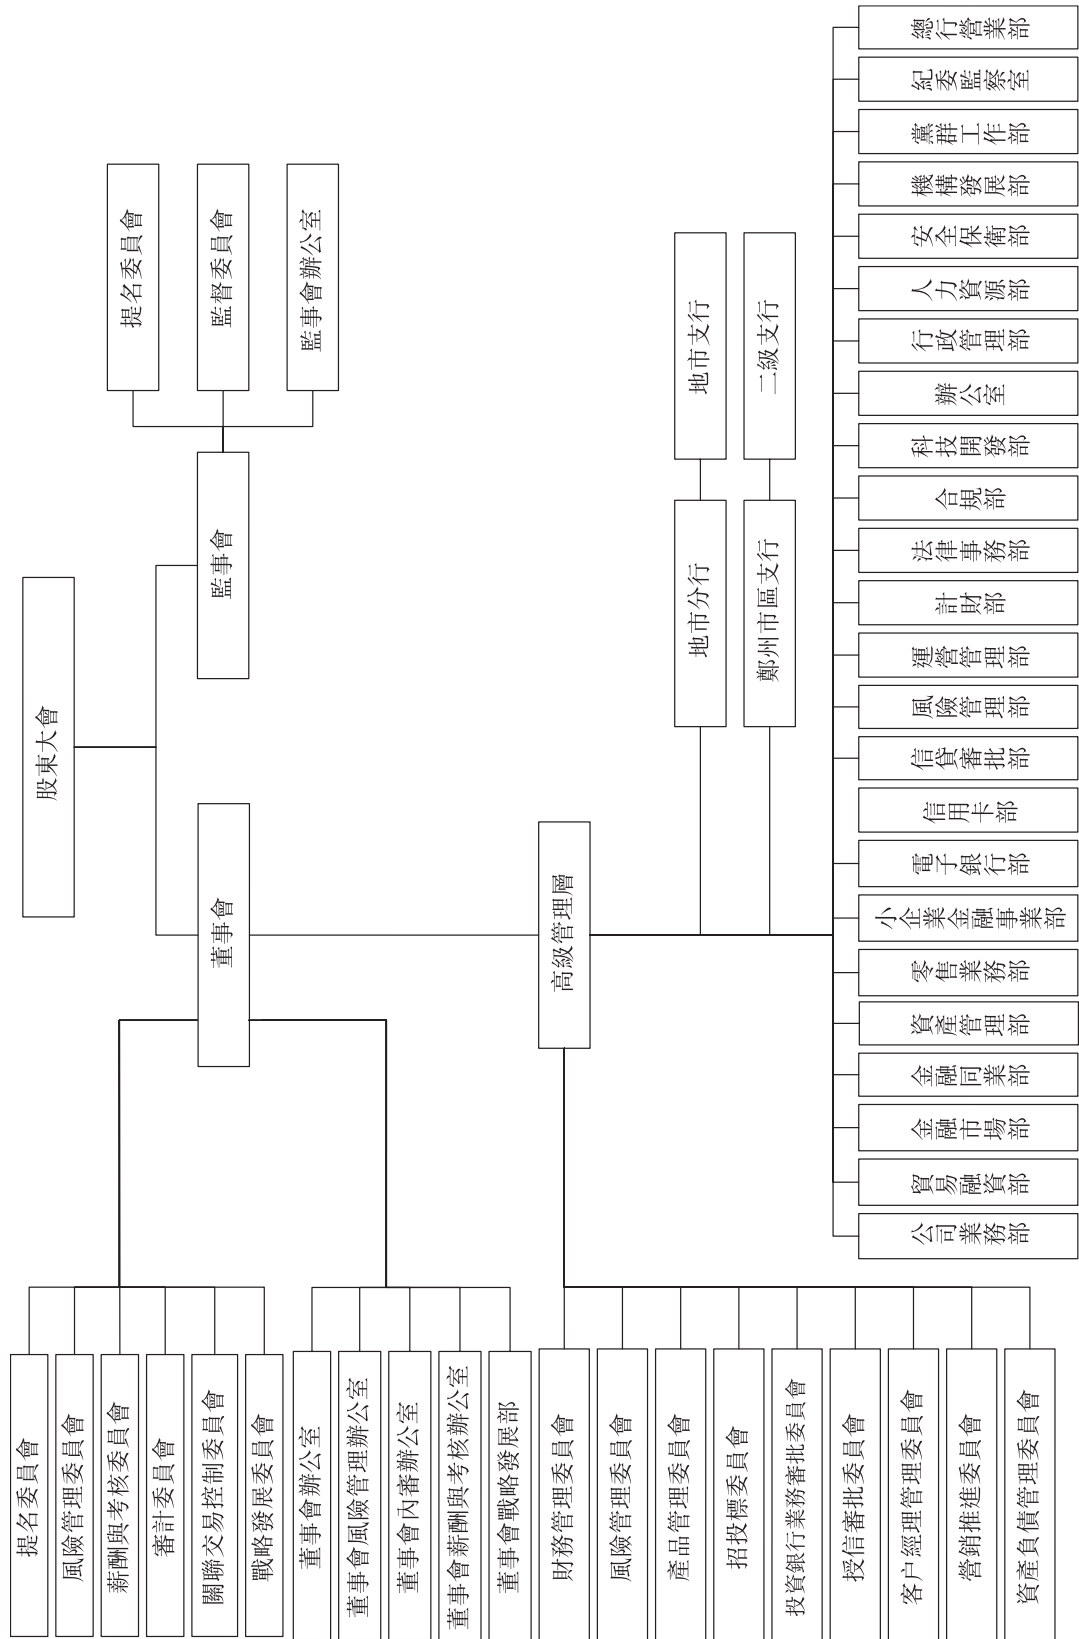 股東大會
董事會
監事會
提名委員會
監督委員會
監事會辦公室
提名委員會
風險管理委員會
薪酬與考核委員會
審計委員會
關聯交易控制委員會
戰略發展委員會
董事會辦公室
董事會風險管理辦公室
董事會內審辦公室
董事會薪酬與考核辦公室
董事會戰略發展部
高級管理層
財務管理委員會
風險管理委員會
產品管理委員會
招投標委員會
投資銀行業務審批委員會
授信審批委員會
客户經理管理委員會
營銷推進委員會
資產負債管理委員會
地市分行
地市支行
鄭州市區支行
二級支行
公司業務部
貿易融資部
金融市場部
金融同業部
資產管理部
零售業務部
小企業金融事業部
電子銀行部
信用卡部
信貸審批部
風險管理部
運營管理部
計財部
法律事務部
合規部
科技開發部
辦公室
行政管理部
人力資源部
安全保衛部
機構發展部
黨群工作部
紀委監察室
總行營業部